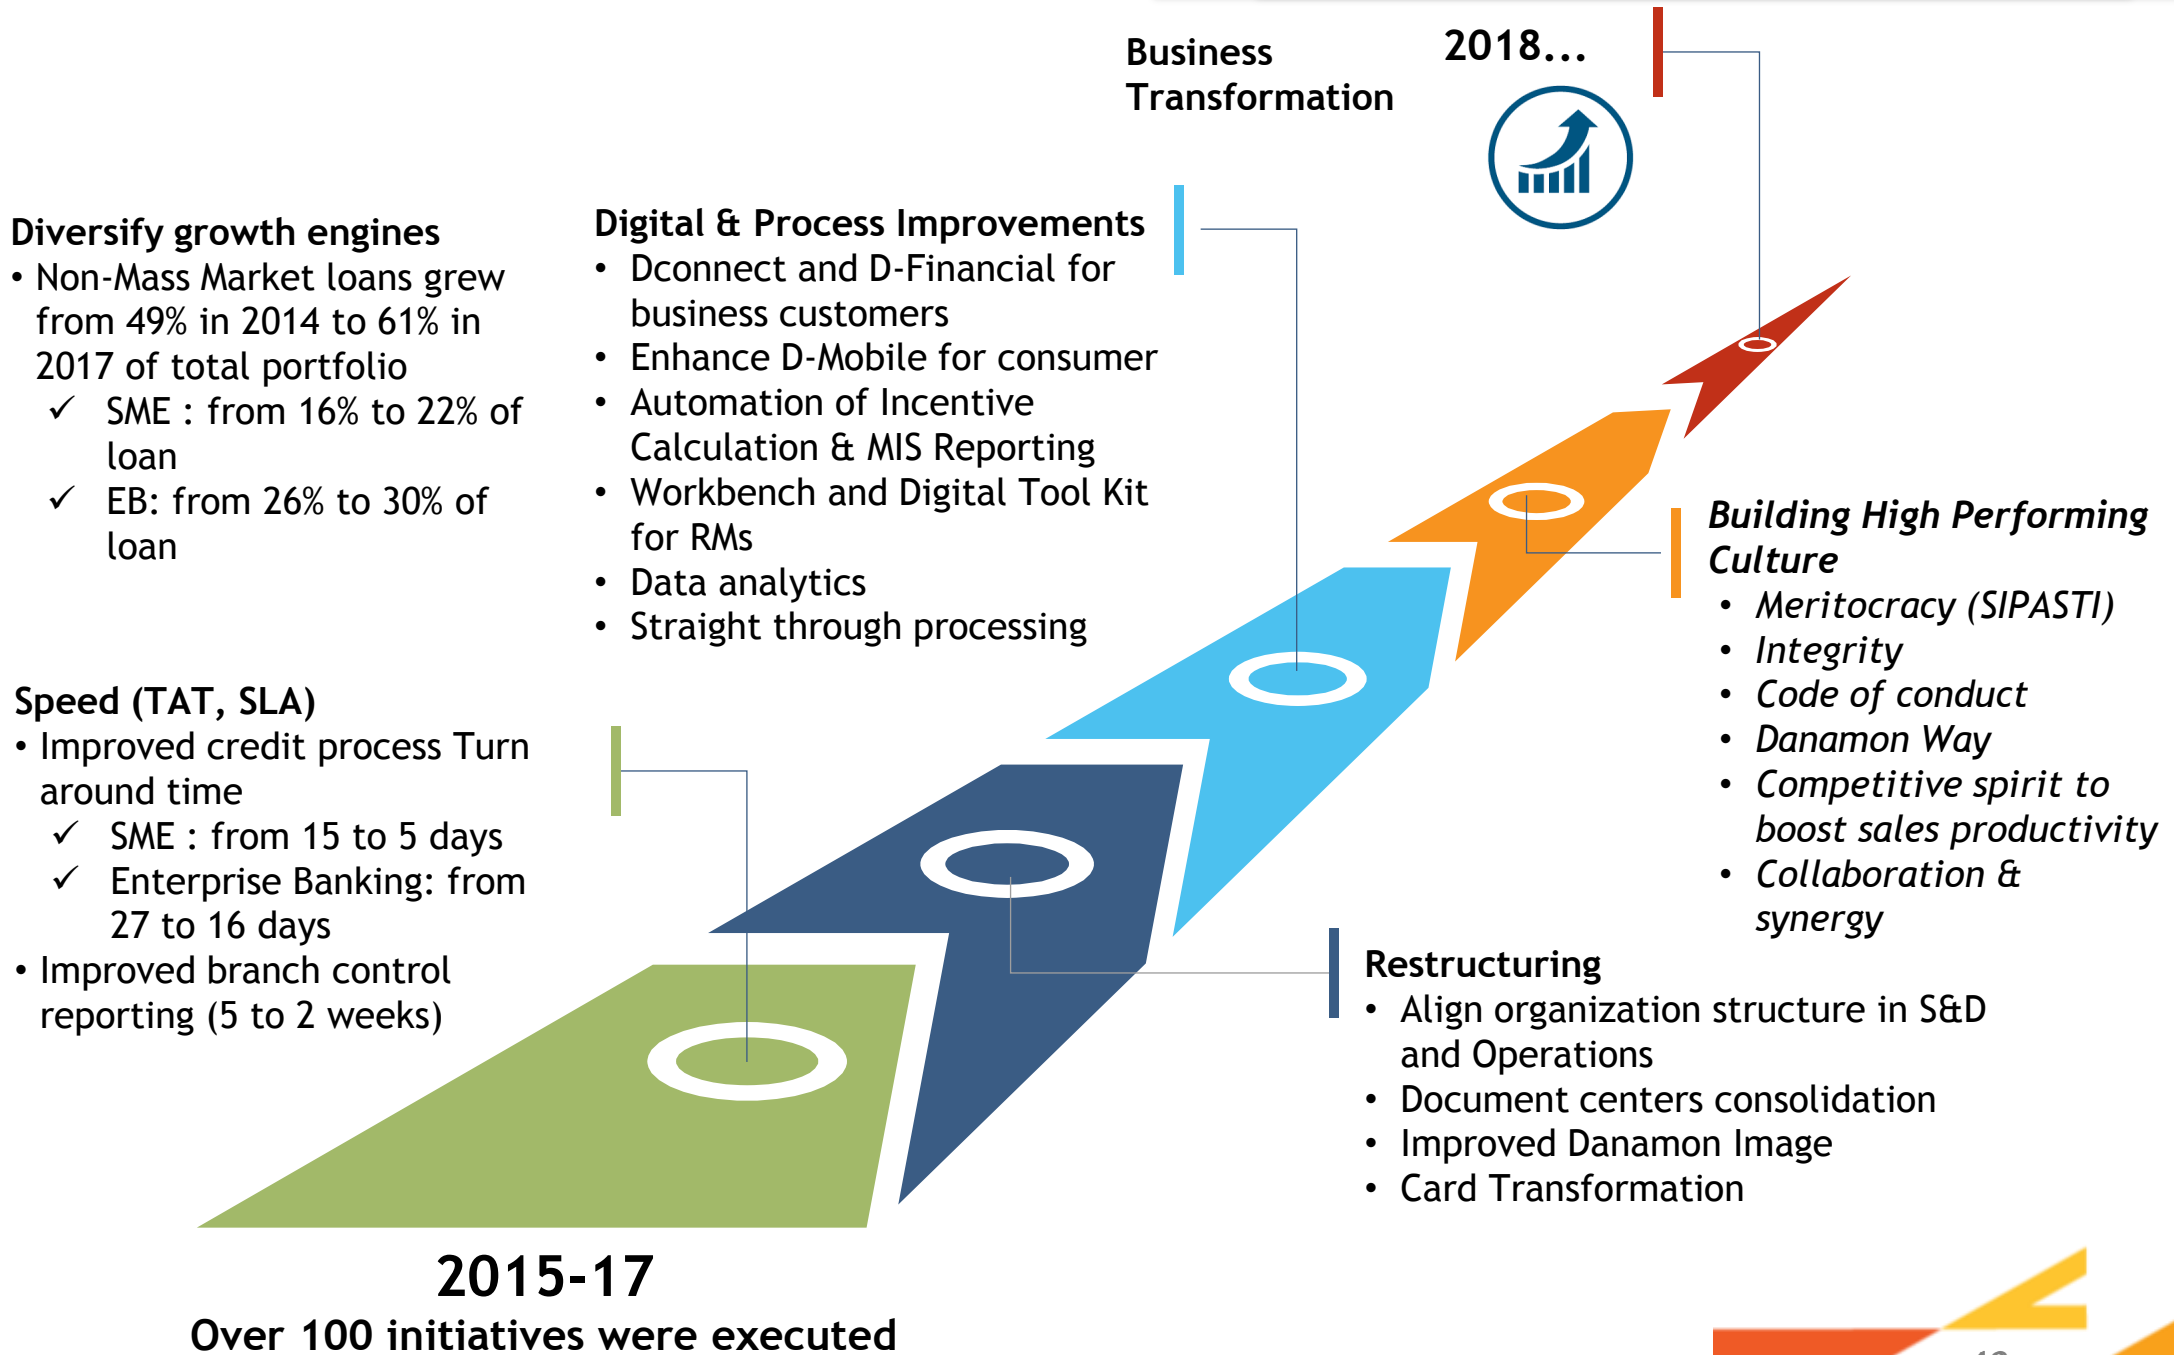 Business
Transformation
2018...
Diversify growth engines
• Non-Mass Market loans grew
from 49% in 2014 to 61% in
2017 of total portfolio
✓ SME : from 16% to 22% of
loan
✓ EB: from 26% to 30% of
loan
Digital & Process Improvements
• Dconnect and D-Financial for
business customers
• Enhance D-Mobile for consumer
• Automation of Incentive
Calculation & MIS Reporting
• Workbench and Digital Tool Kit
for RMs
• Data analytics
• Straight through processing
Building High Performing
Culture
• Meritocracy (SIPASTI)
• Integrity
• Code of conduct
• Danamon Way
• Competitive spirit to
boost sales productivity
• Collaboration &
synergy
Speed (TAT, SLA)
• Improved credit process Turn
around time
✓ SME : from 15 to 5 days
✓ Enterprise Banking: from
27 to 16 days
• Improved branch control
reporting (5 to 2 weeks)
Restructuring
• Align organization structure in S&D
and Operations
• Document centers consolidation
• Improved Danamon Image
• Card Transformation
2015-17
Over 100 initiatives were executed